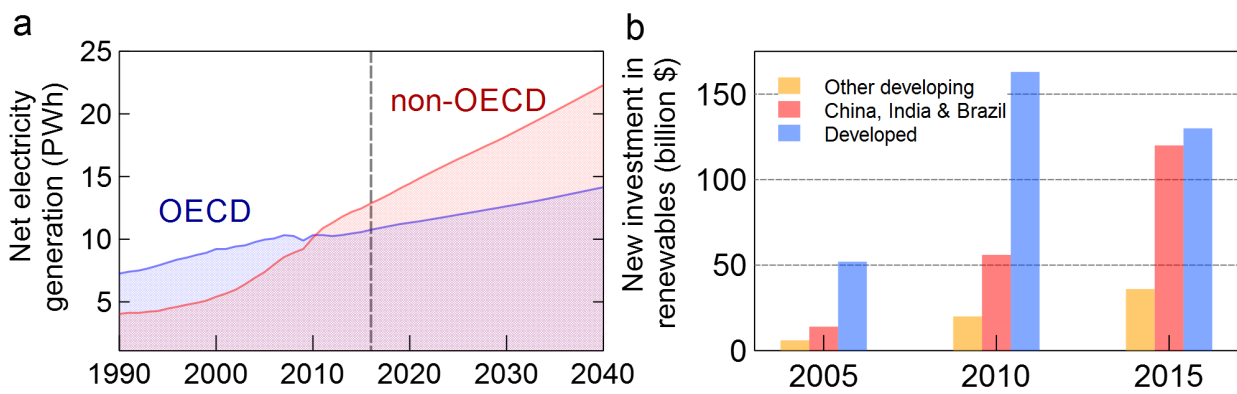 a
Net electricity
generation (PWh)
25
20
15
10
5
OECD
non-OECD
1990
2000
2010
2020
2030
2040
b
New investment in
renewables (billion $)
150
100
50
0
Other developing
China, India & Brazil
Developed
2005
2010
2015